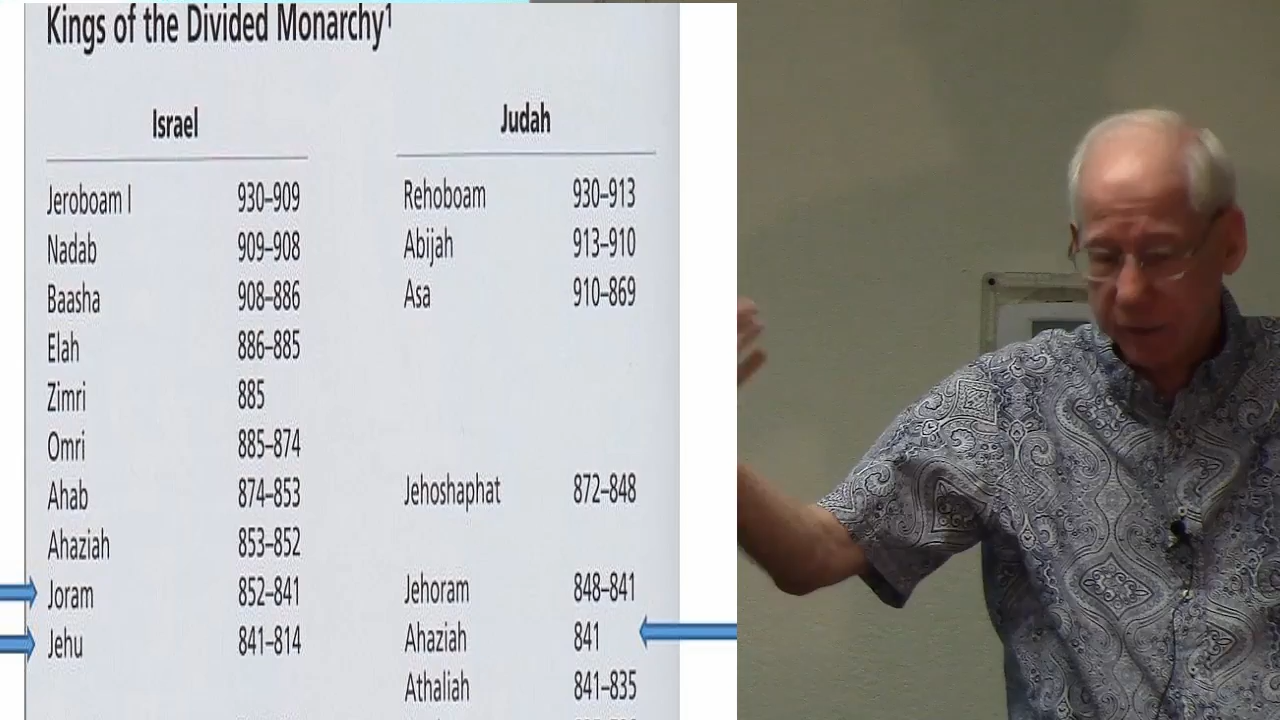 Kings of the Divided Monarchy¹
Israel Judah
Jeroboam I 930–909 Rehoboam 930–913
Nadab 909–908 Abijah 913–910
Baasha 908–886 Asa 910–869
Elah 886–885
Zimri 885
Omri 885–874
Ahab 874–853 Jehoshaphat 872–848
Ahaziah 853–852
Joram 852–841 Jehoram 848–841
Jehu 841–814 Ahaziah 841
Athaliah 841–835